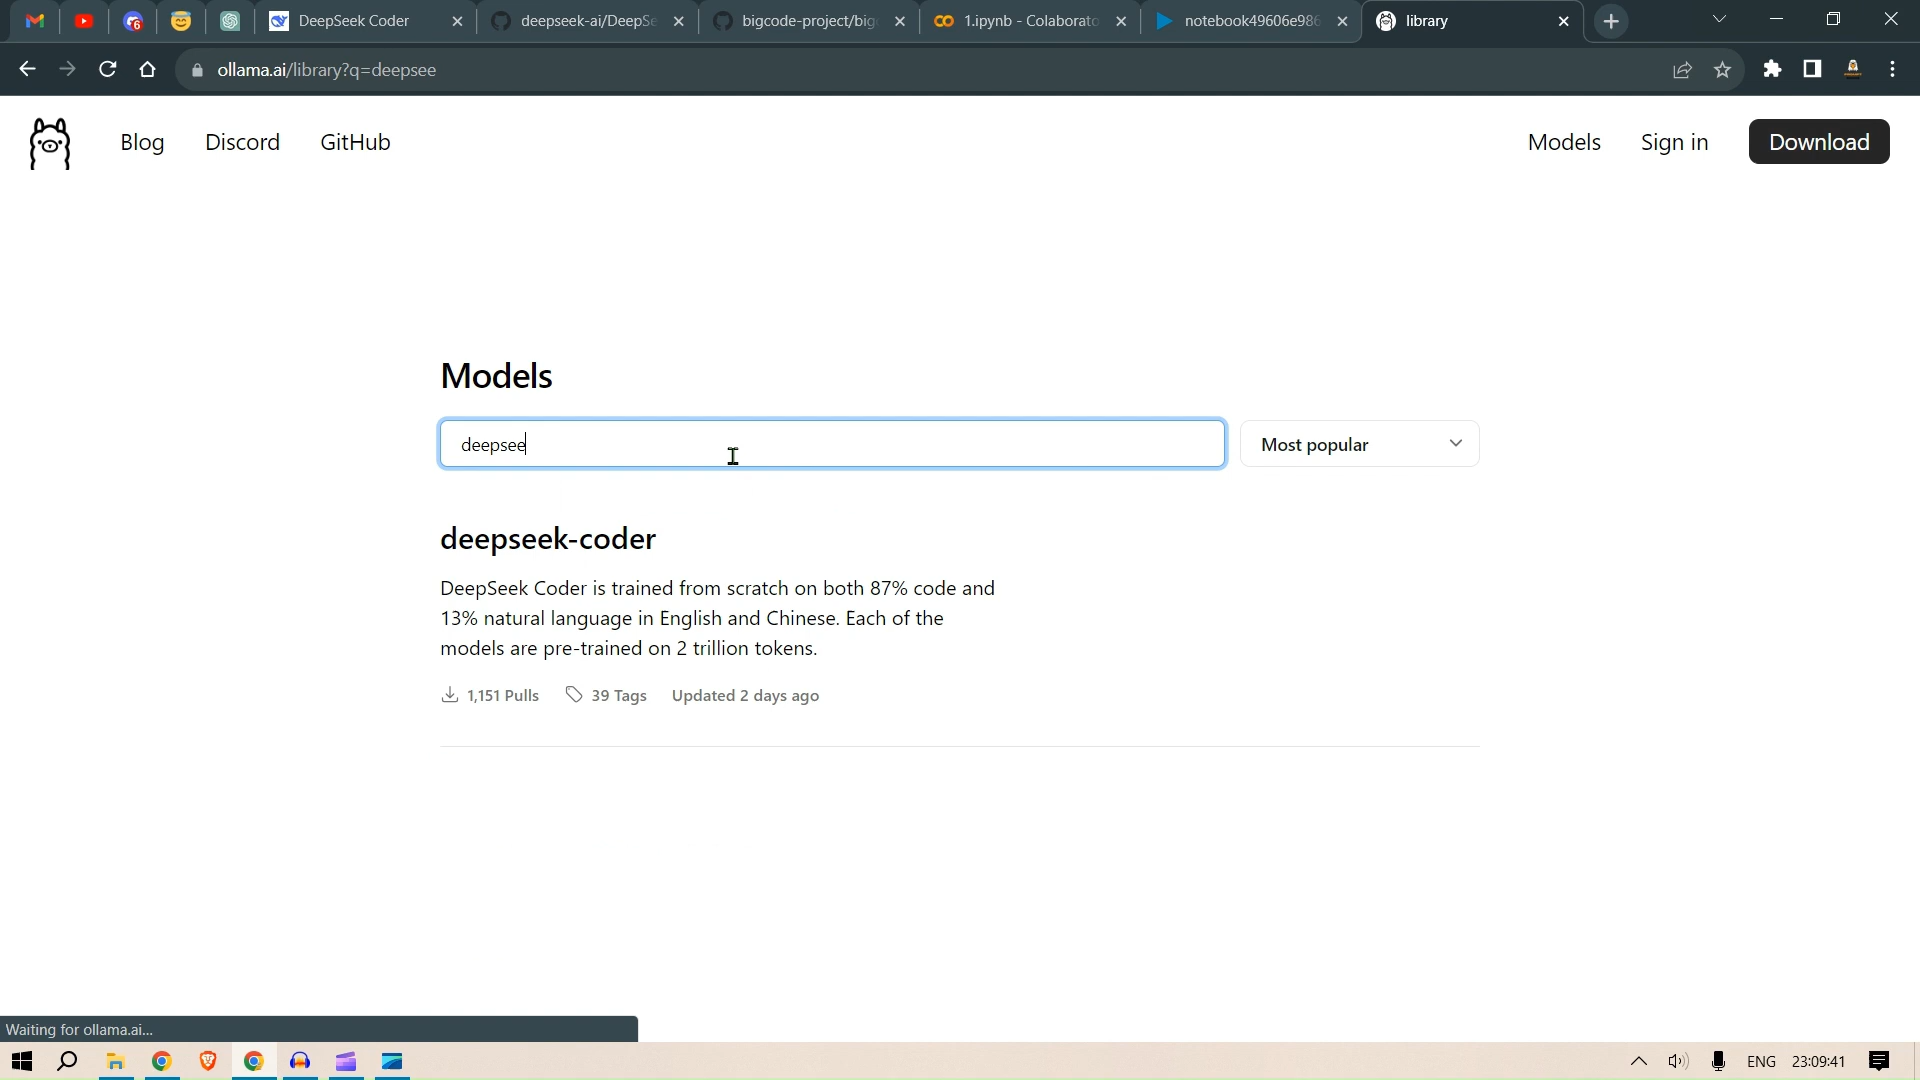 6
DeepSeek Coder
deepseek-ai/DeepSe
bigcode-project/big
1.ipynb - Colaborato
notebook49606e986
library
ollama.ai/library?q=deepsee
Blog
Discord
GitHub
Models
Sign in
Download
Models
deepsee
Most popular
deepseek-coder
DeepSeek Coder is trained from scratch on both 87% code and
13% natural language in English and Chinese. Each of the
models are pre-trained on 2 trillion tokens.
1,151 Pulls
39 Tags
Updated 2 days ago
Waiting for ollama.ai...
ENG
23:09:41